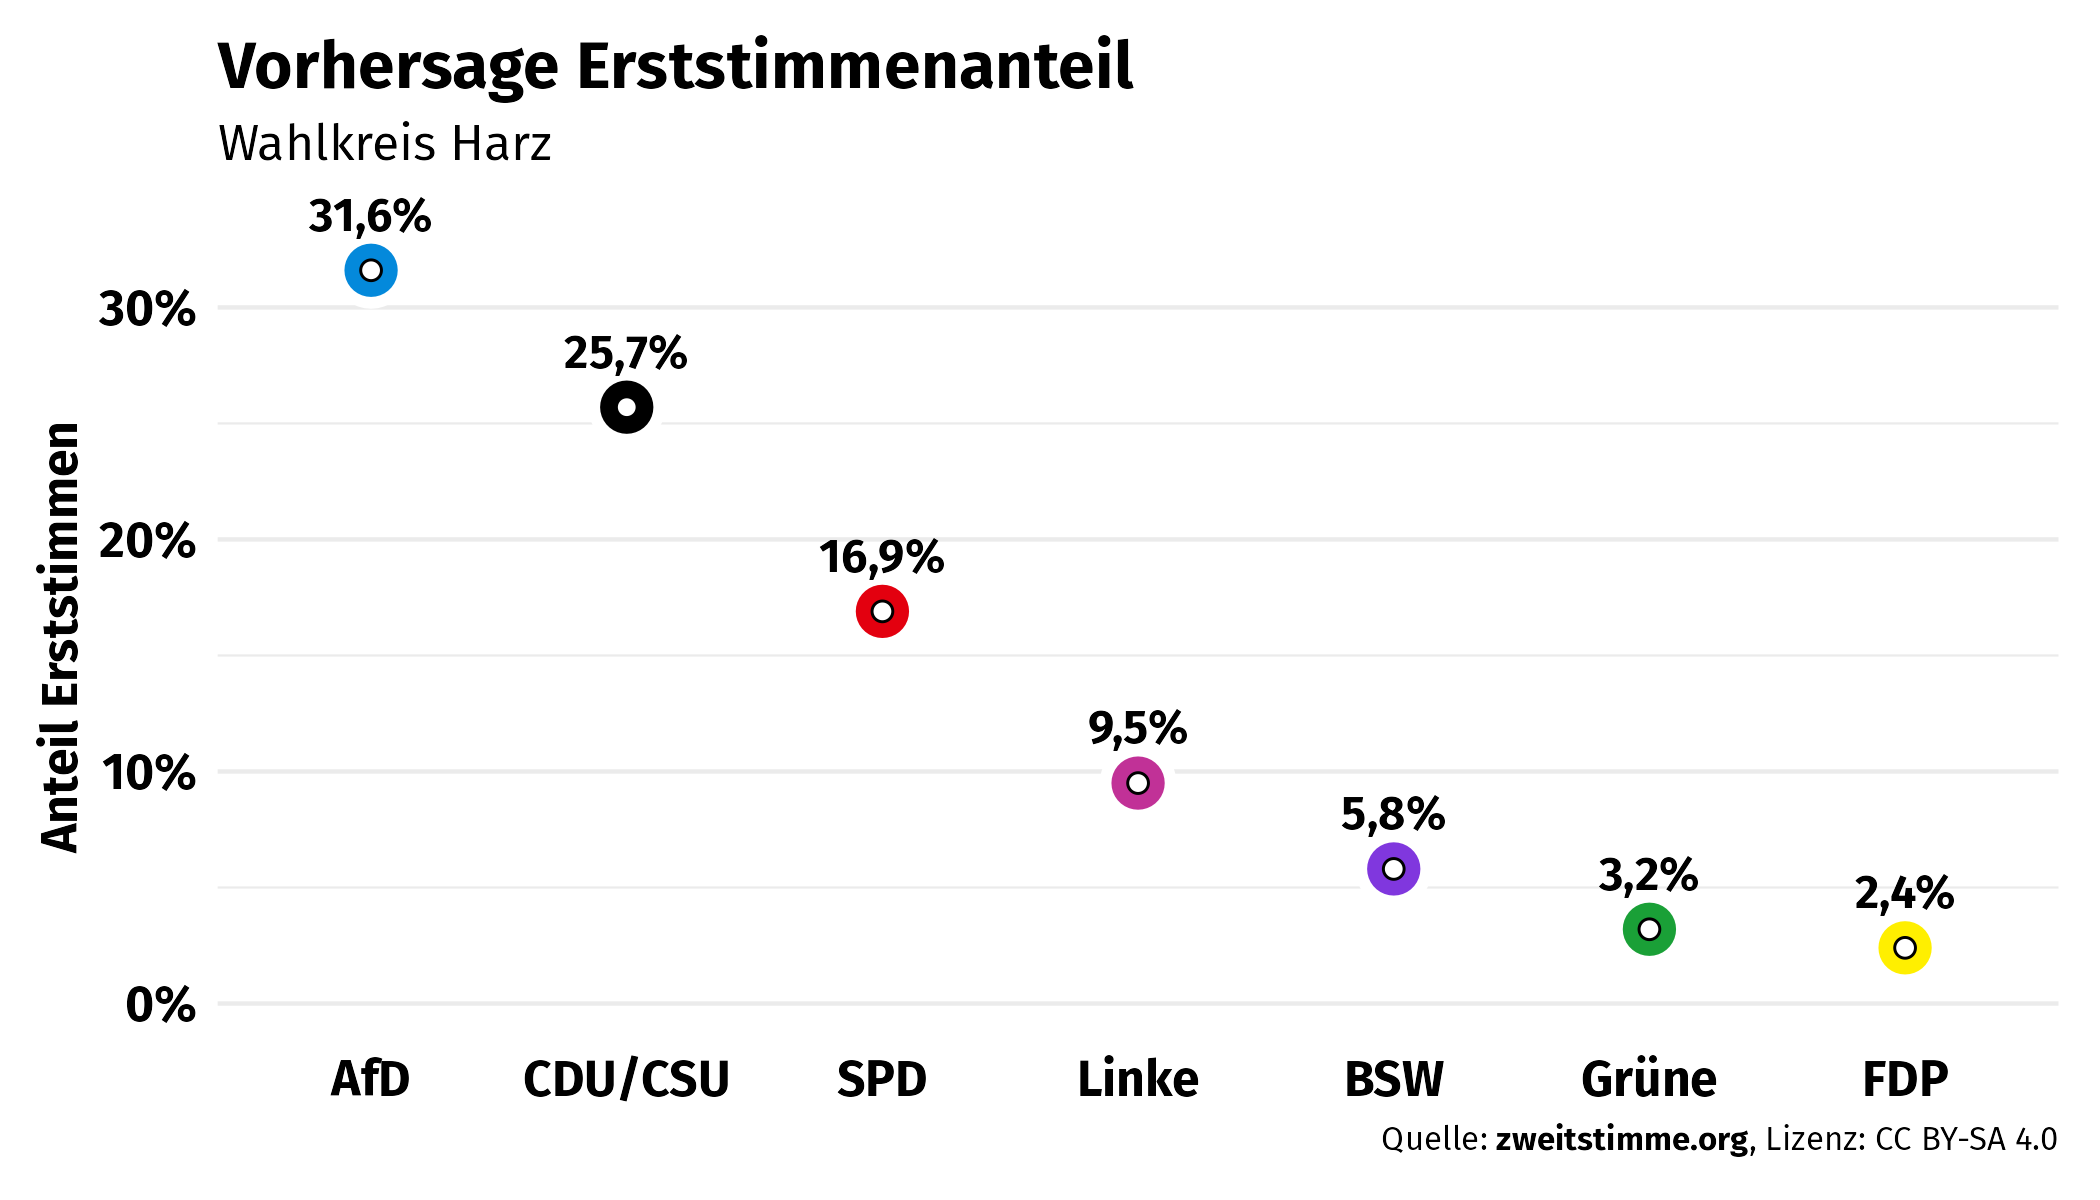 Vorhersage Erststimmenanteil
Wahlkreis Harz
31,6%
30%
25,7%
20%
16,9%
9,5%
10%
5,8%
3,2%
2,4%
0%
Anteil Erststimmen
AfD CDU/CSU SPD Linke BSW Grüne FDP
Quelle: zweitstimme.org, Lizenz: CC BY-SA 4.0